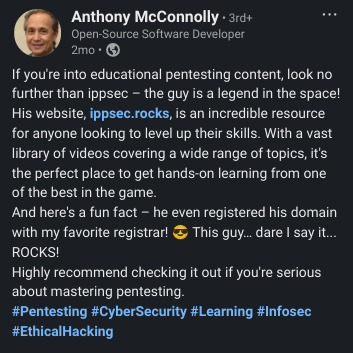 Anthony McConnolly • 3rd+
Open-Source Software Developer
2mo •
If you're into educational pentesting content, look no
further than ippsec – the guy is a legend in the space!
His website, ippsec.rocks, is an incredible resource
for anyone looking to level up their skills. With a vast
library of videos covering a wide range of topics, it's
the perfect place to get hands-on learning from one
of the best in the game.
And here's a fun fact – he even registered his domain
with my favorite registrar! 😎 This guy… dare I say it…
ROCKS!
Highly recommend checking it out if you're serious
about mastering pentesting.
#Pentesting #CyberSecurity #Learning #Infosec
#EthicalHacking